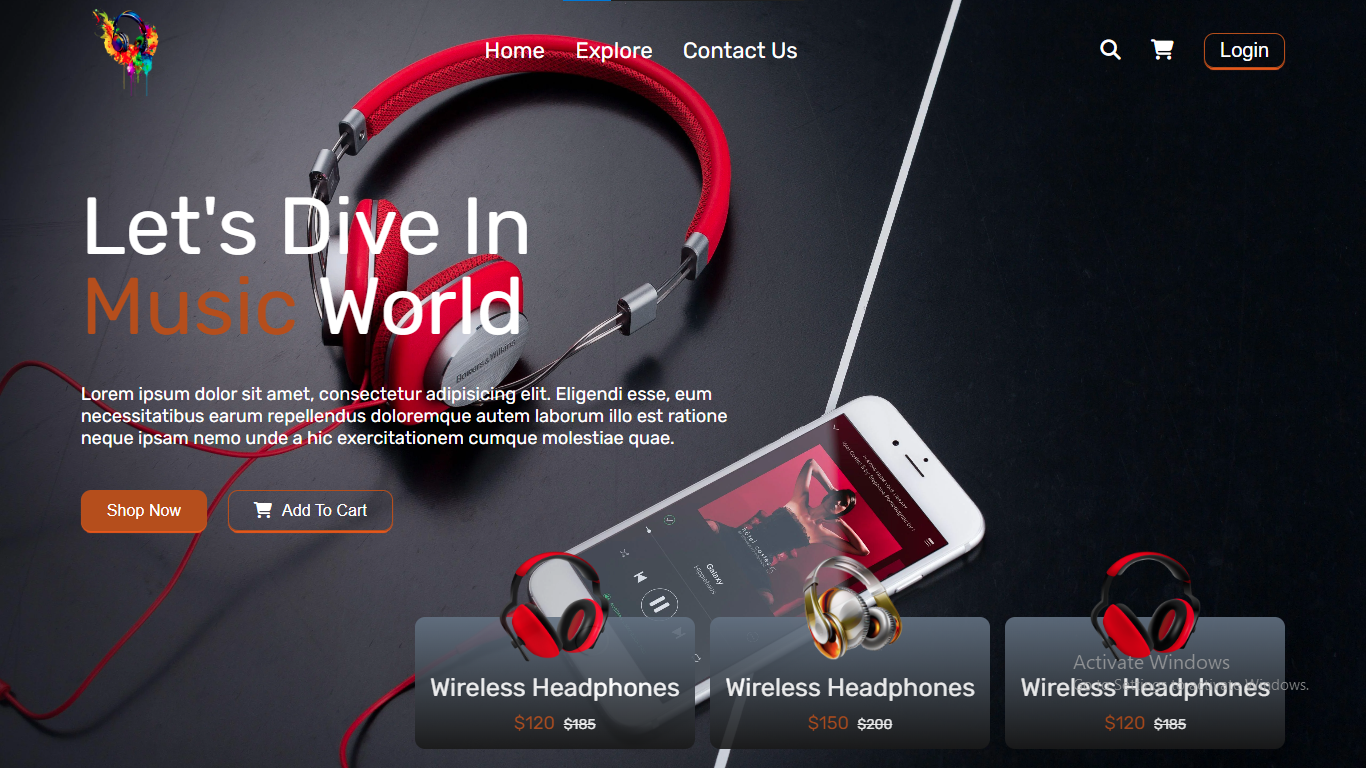 Home Explore Contact Us Login
Let's Dive In
Music World
Bowers & Wilkins
Lorem ipsum dolor sit amet, consectetur adipisicing elit. Eligendi esse, eum
necessitatibus earum repellendus doloremque autem laborum illo est ratione
neque ipsam nemo unde a hic exercitationem cumque molestiae quae.
Shop Now Add To Cart
Galaxy
Activate Windows
Go to Settings to activate Windows.
Wireless Headphones Wireless Headphones Wireless Headphones
$120 $185 $150 $200 $120 $185